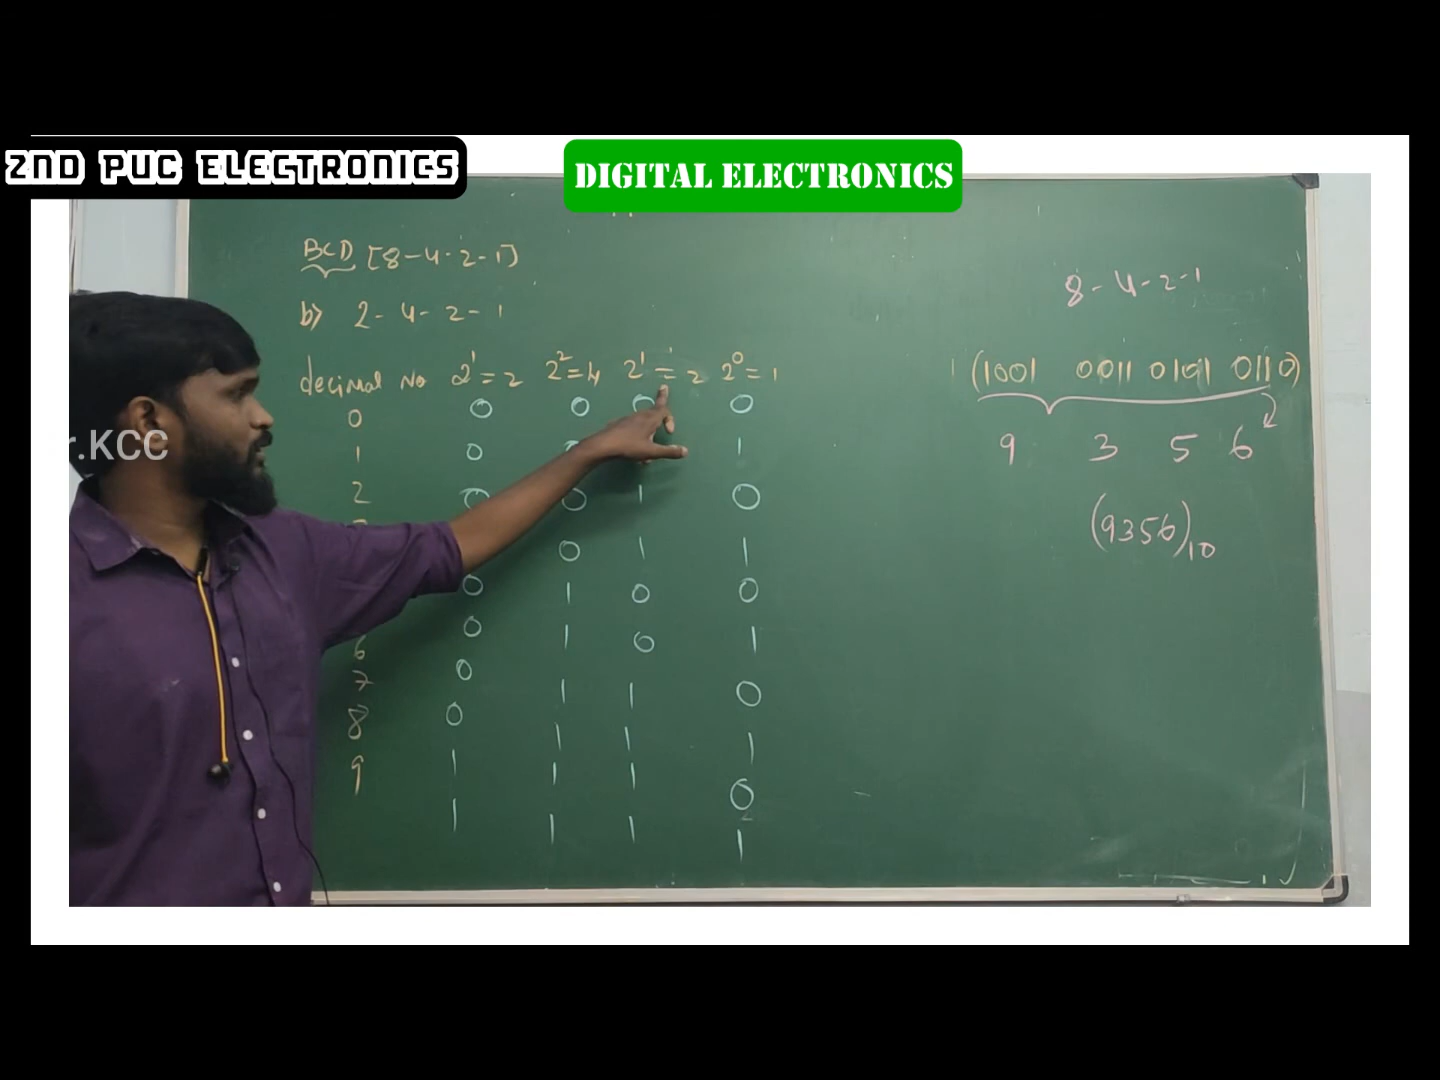 2ND PUC ELECTRONICS
DIGITAL ELECTRONICS
BCD [8-4-2-1]
b) 2-4-2-1
decimal No 2¹=2 2²=4 2¹=2 2⁰=1
0 0 0 0 0
1 0 1
2 0 0 1 0
0 1 1
0 1 0 0
0 1 0 1
6 0 1 1 0
7 0 1 1 1
8 1 1 1 0
9 1 1 1 1
r.KCC
8-4-2-1
(1001 0011 0101 0110)
9 3 5 6
(9356)10